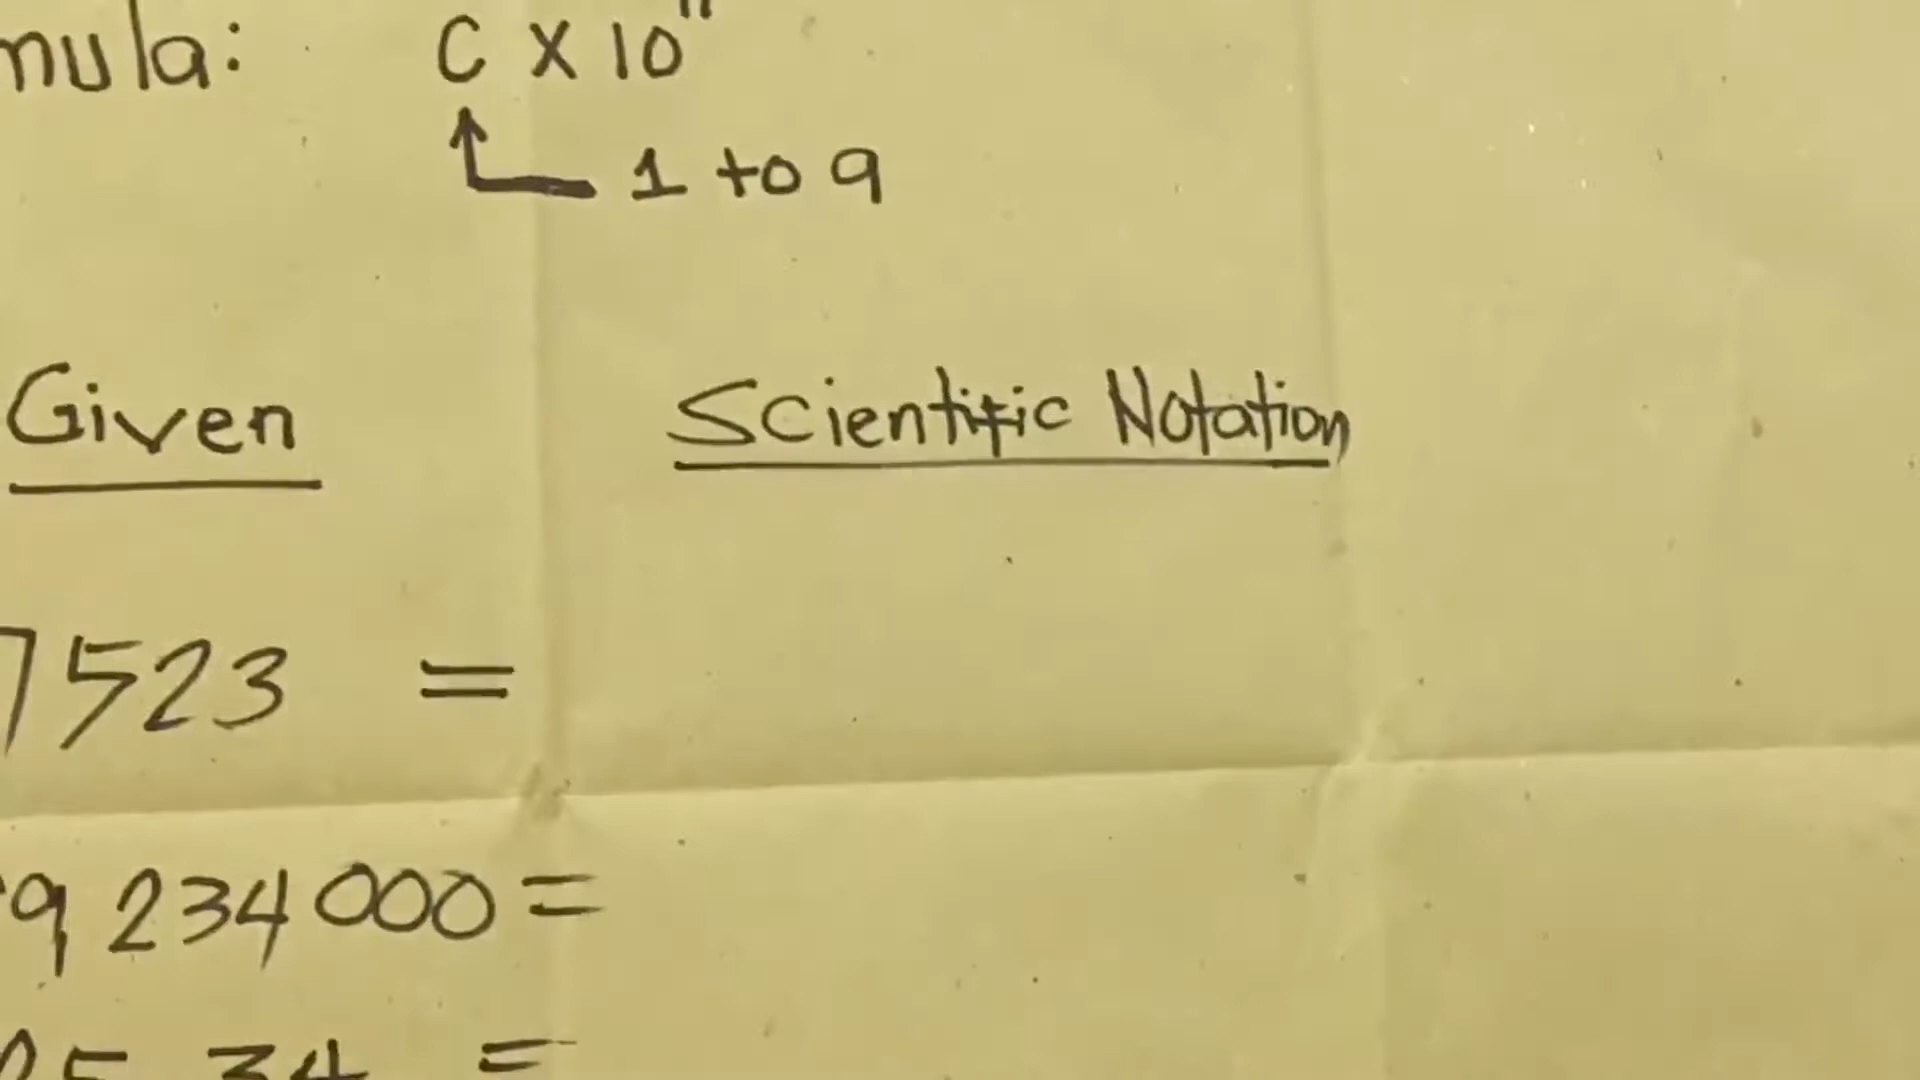 mula: C X 10ⁿ
1 to 9
Given Scientific Notation
7523 =
9 234 000 =